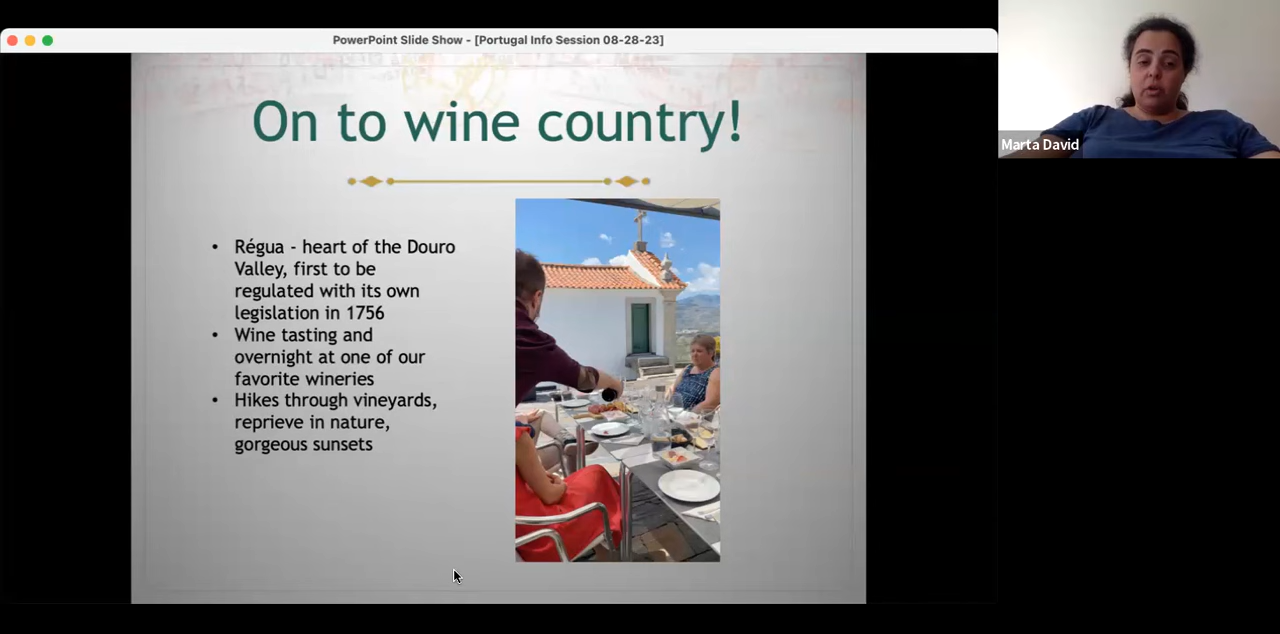 PowerPoint Slide Show - [Portugal Info Session 08-28-23]
On to wine country!
• Régua - heart of the Douro
Valley, first to be
regulated with its own
legislation in 1756
• Wine tasting and
overnight at one of our
favorite wineries
• Hikes through vineyards,
reprieve in nature,
gorgeous sunsets
Marta David